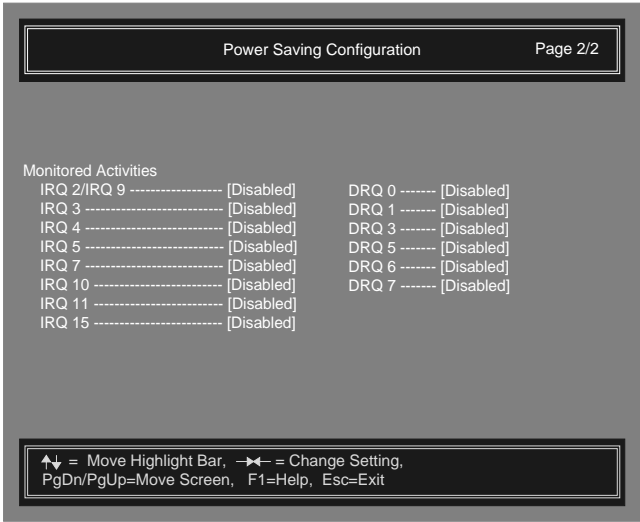 Power Saving Configuration Page 2/2
Monitored Activities
IRQ 2/IRQ 9 ------------------ [Disabled] DRQ 0 ------- [Disabled]
IRQ 3 --------------------------- [Disabled] DRQ 1 ------- [Disabled]
IRQ 4 --------------------------- [Disabled] DRQ 3 ------- [Disabled]
IRQ 5 --------------------------- [Disabled] DRQ 5 ------- [Disabled]
IRQ 7 --------------------------- [Disabled] DRQ 6 ------- [Disabled]
IRQ 10 ------------------------- [Disabled] DRQ 7 ------- [Disabled]
IRQ 11 ------------------------- [Disabled]
IRQ 15 ------------------------- [Disabled]
= Move Highlight Bar, = Change Setting,
PgDn/PgUp=Move Screen, F1=Help, Esc=Exit